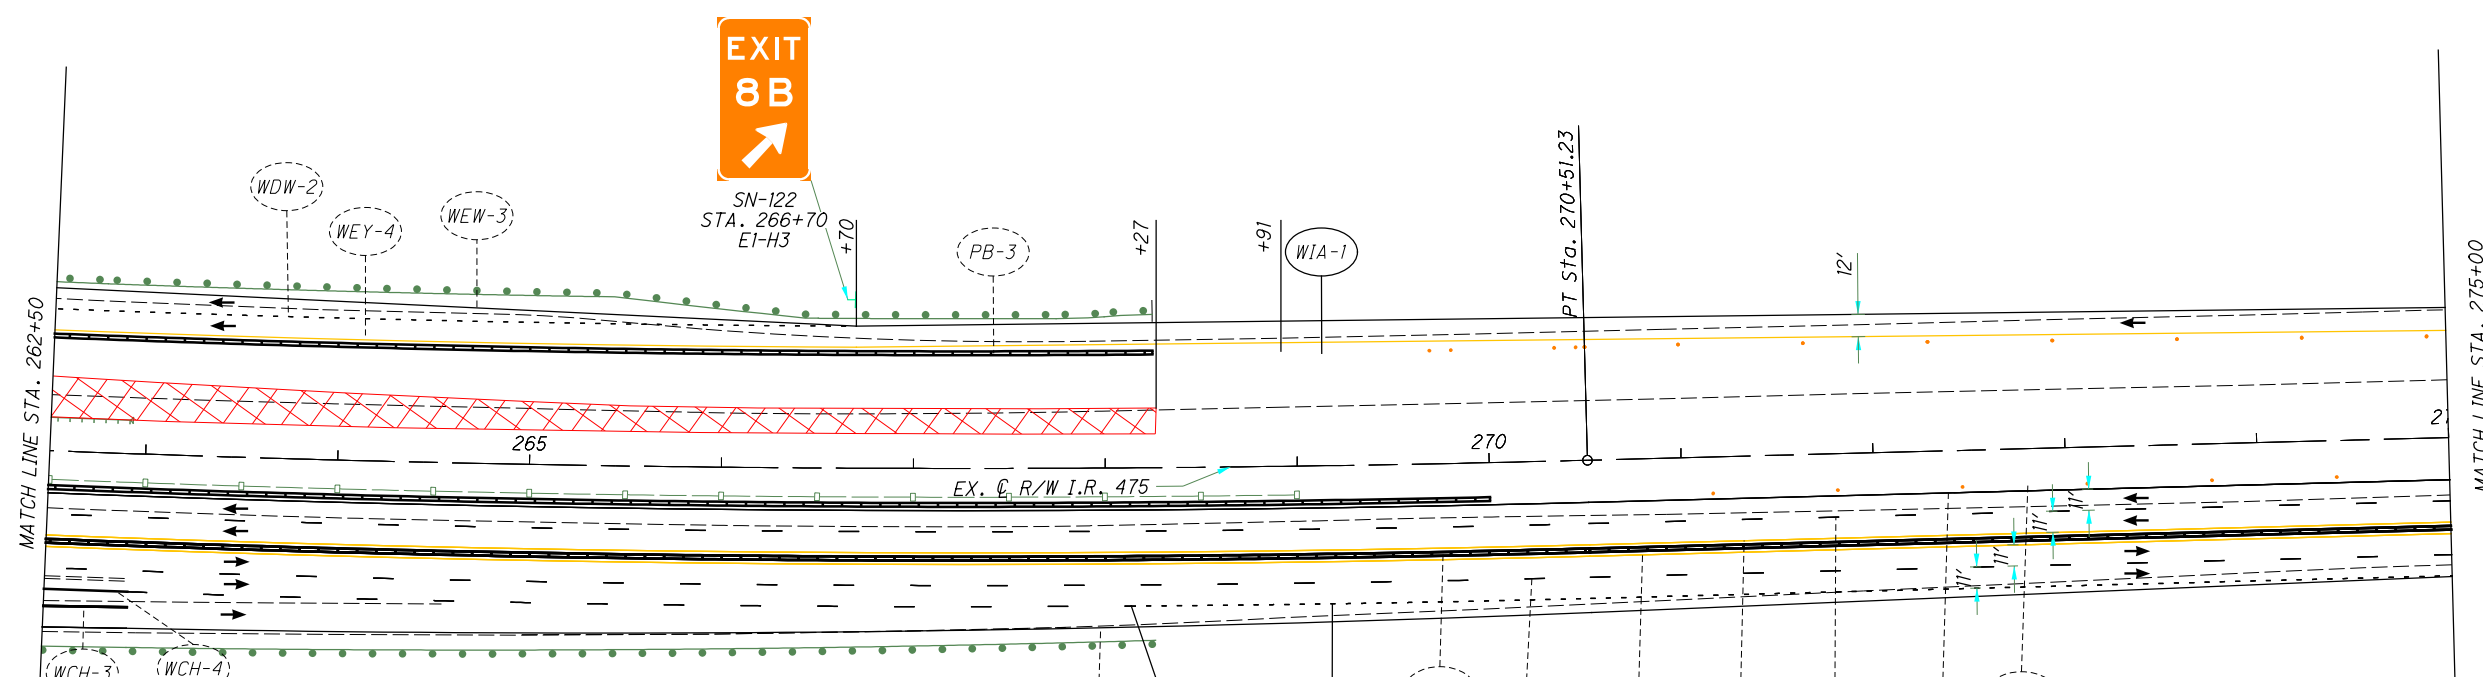 EXIT
8B
SN-122
STA. 266+70
E1-H3
WDW-2
WEY-4
WEW-3
+70
PB-3
+27
+91
WIA-1
PT Sta. 270+51.23
12'
MATCH LINE STA. 262+50
MATCH LINE STA. 275+00
265
270
EX. ℄ R/W I.R. 475
11'
11'
11'
11'
WCH-3
WCH-4